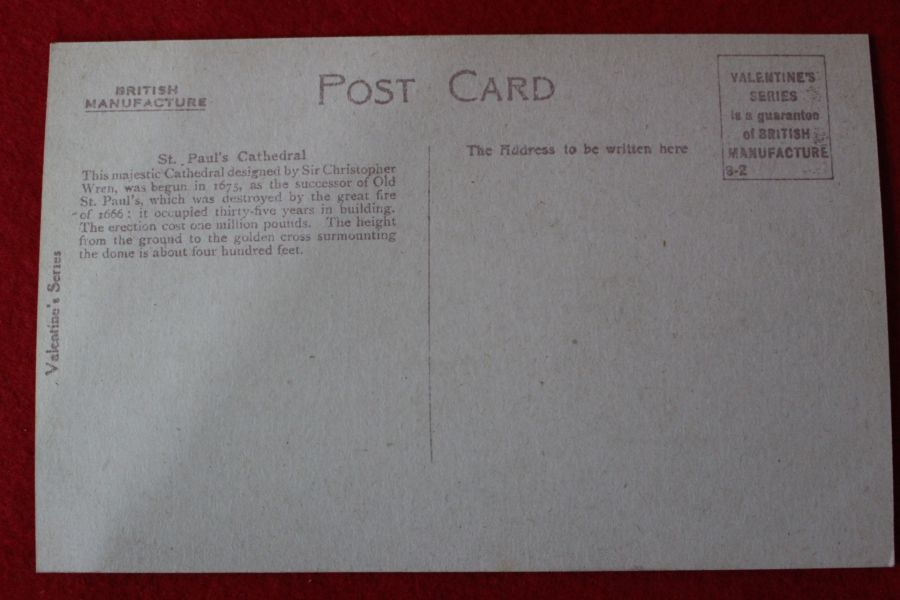 BRITISH
MANUFACTURE
POST CARD
VALENTINE'S
SERIES
is a guarantee
of BRITISH
MANUFACTURE
S-Z
St. Paul's Cathedral
This majestic Cathedral designed by Sir Christopher
Wren, was begun in 1675, as the successor of Old
St. Paul's, which was destroyed by the great fire
of 1666: it occupied thirty-five years in building.
The erection cost one million pounds. The height
from the ground to the golden cross surmounting
the dome is about four hundred feet.
The Address to be written here
Valentine's Series